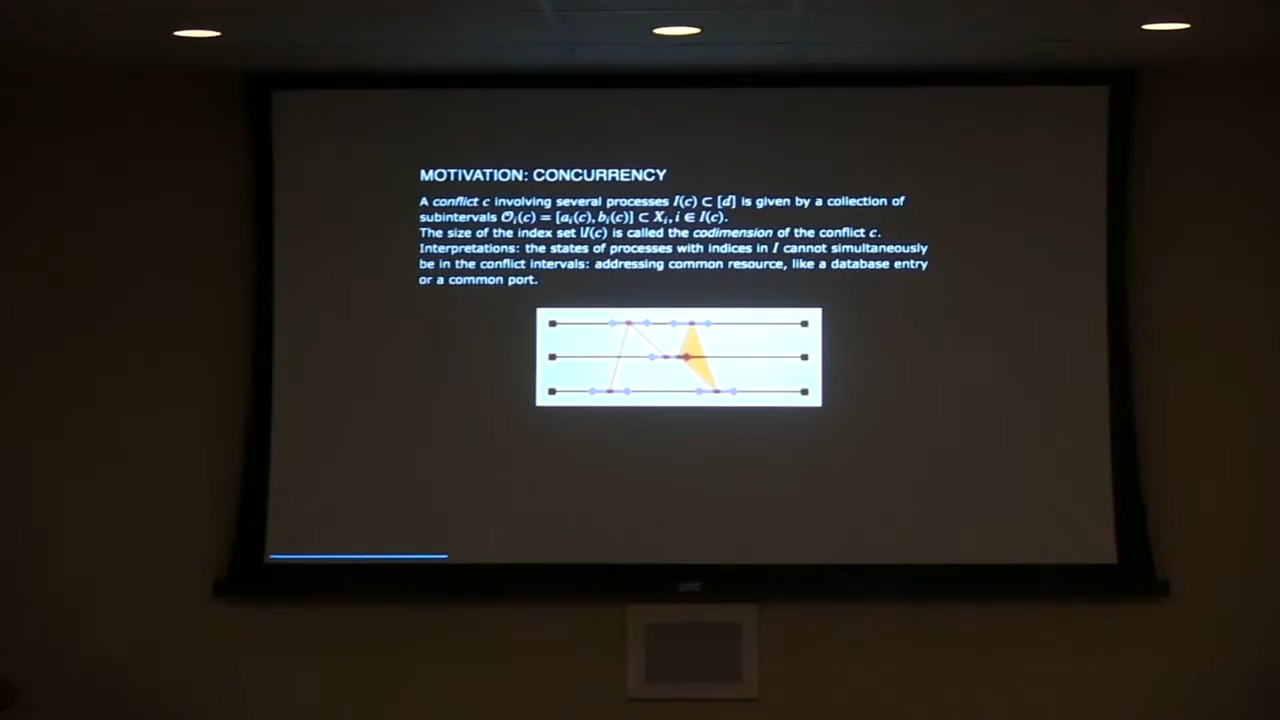 MOTIVATION: CONCURRENCY
A conflict c involving several processes I(c) ⊂ [d] is given by a collection of
subintervals 𝒪ᵢ(c) = [aᵢ(c), bᵢ(c)] ⊂ Xᵢ, i ∈ I(c).
The size of the index set |I(c) is called the codimension of the conflict c.
Interpretations: the states of processes with indices in I cannot simultaneously
be in the conflict intervals: addressing common resource, like a database entry
or a common port.